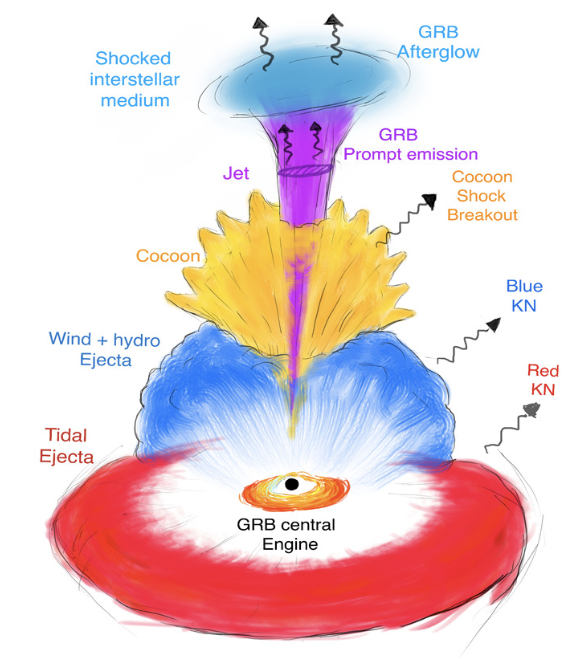 GRB
Afterglow
Shocked
interstellar
medium
GRB
Prompt emission
Jet
Cocoon
Shock
Breakout
Cocoon
Blue
KN
Wind + hydro
Ejecta
Red
KN
Tidal
Ejecta
GRB central
Engine